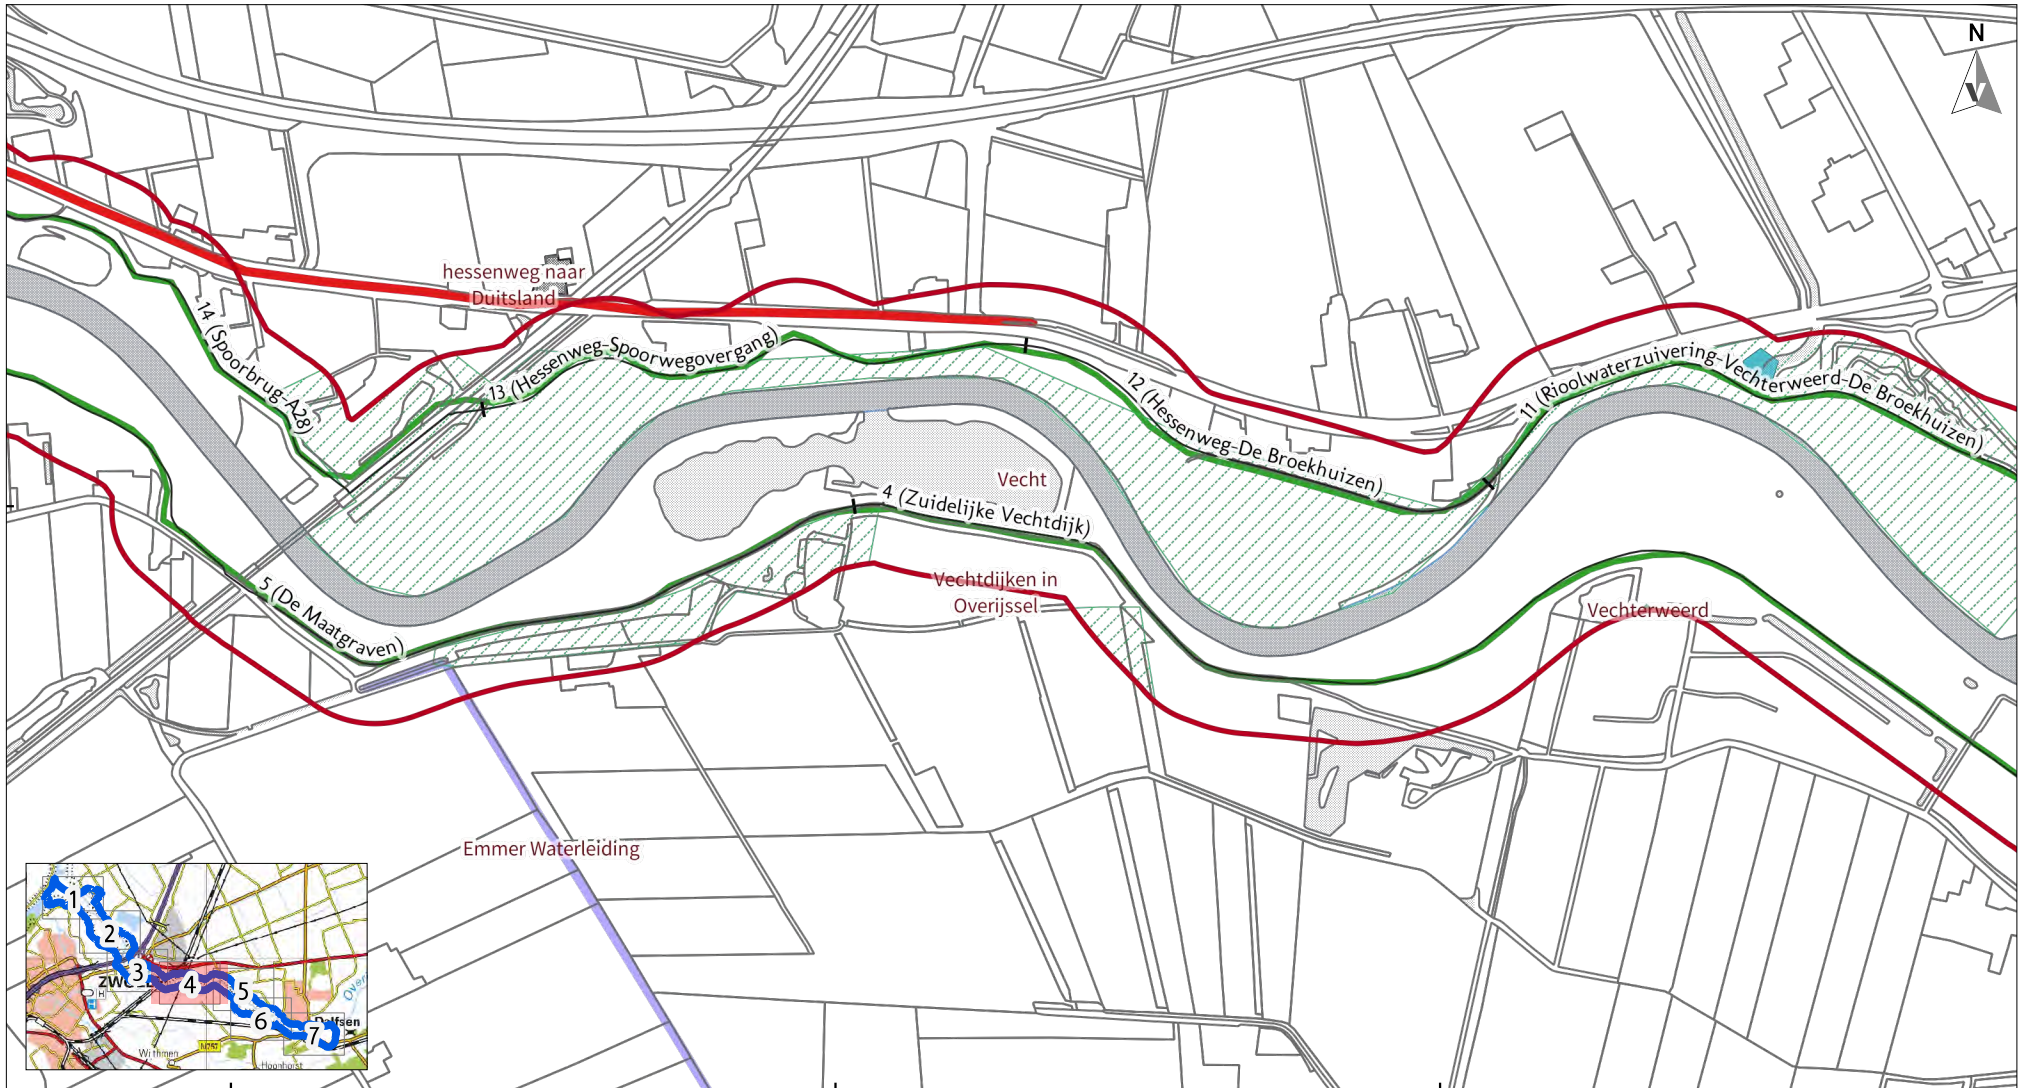 N
hessenweg naar
Duitsland
14 (Spoorbrug-A28)
13 (Hessenweg-Spoorwegovergang)
12 (Hessenweg-De Broekhuizen)
11 (Rioolwaterzuivering-Vechterweerd-De Broekhuizen)
Vecht
4 (Zuidelijke Vechtdijk)
Vechtdijken in
Overijssel
5 (De Maatgraven)
Vechterweerd
Emmer Waterleiding
1
2
3
4
5
6
7
Dalfsen
N757
Withmen
Hoonhorst